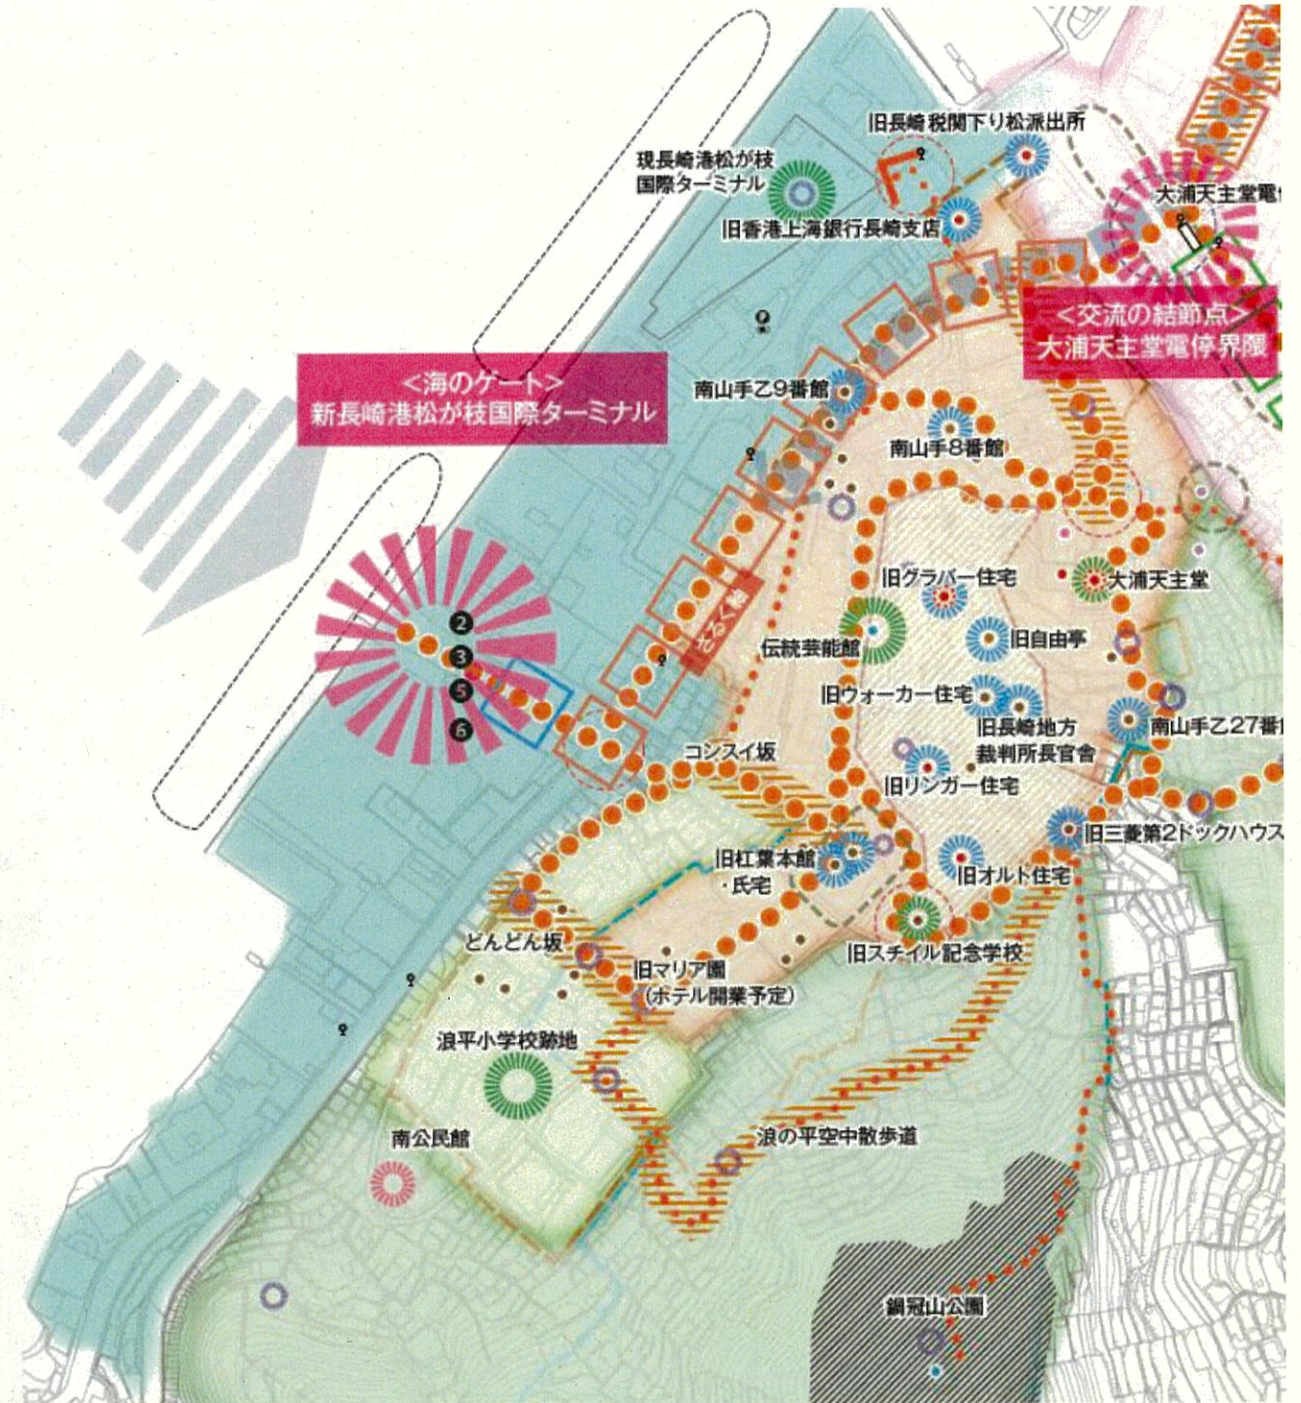 旧長崎税関下り松派出所
現長崎港松が枝
国際ターミナル
大浦天主堂電
旧香港上海銀行長崎支店
<交流の結節点>
大浦天主堂電停界隈
<海のゲート>
新長崎港松が枝国際ターミナル
南山手乙9番館
南山手8番館
旧グラバー住宅
大浦天主堂
伝統芸能館
旧自由亭
さるく
2
3
5
6
旧ウォーカー住宅
旧長崎地方
裁判所長官舎
南山手乙27番
コンスイ坂
旧リンガー住宅
旧三菱第2ドックハウス
旧杠葉本館
・氏宅
旧オルト住宅
どんどん坂
旧スチイル記念学校
旧マリア園
(ホテル開業予定)
浪平小学校跡地
南公民館
浪の平空中散歩道
鍋冠山公園